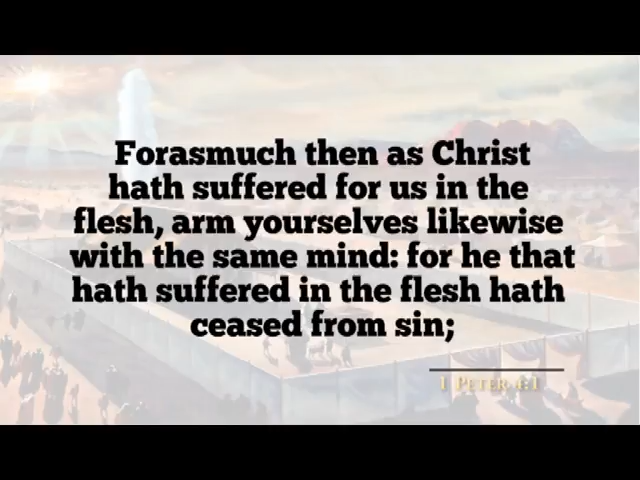 Forasmuch then as Christ
hath suffered for us in the
flesh, arm yourselves likewise
with the same mind: for he that
hath suffered in the flesh hath
ceased from sin;
1 Peter 4:1